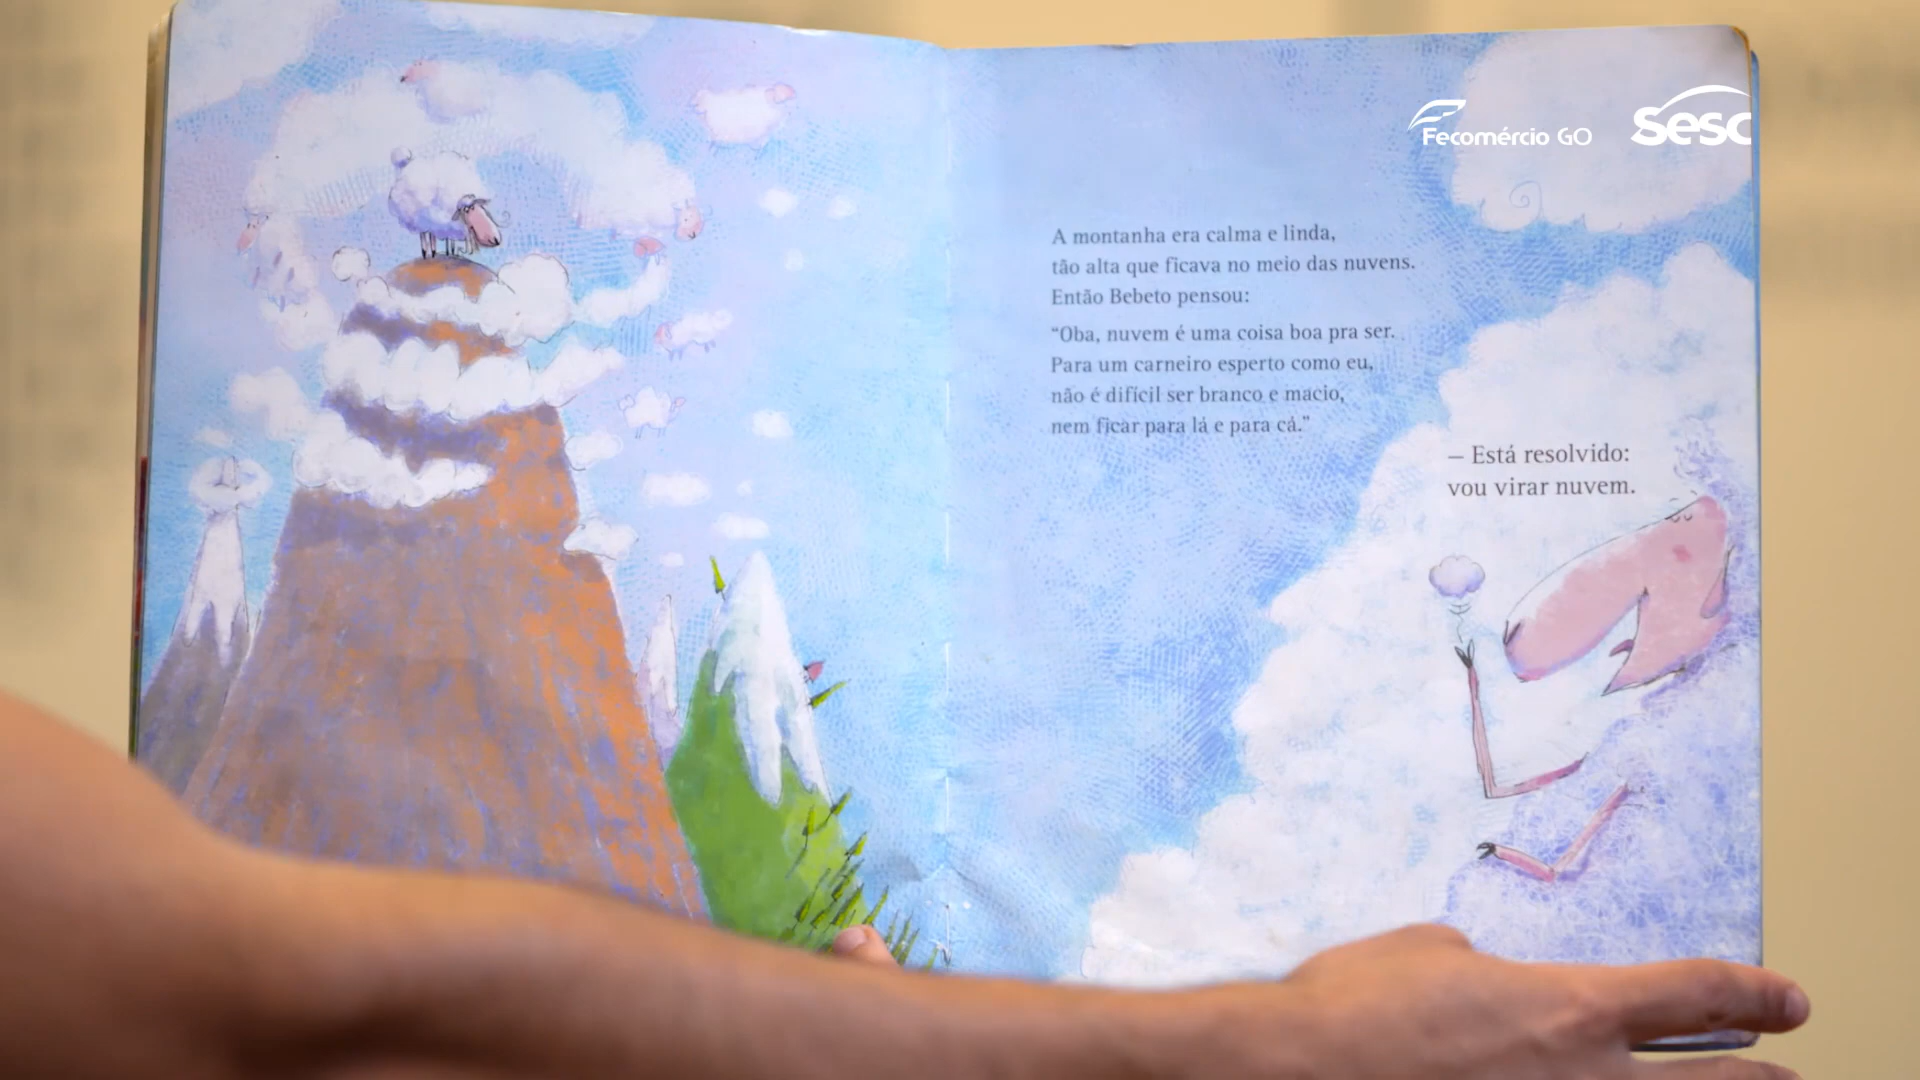 Fecomércio GO
Sesc
A montanha era calma e linda,
tão alta que ficava no meio das nuvens.
Então Bebeto pensou:
“Oba, nuvem é uma coisa boa pra ser.
Para um carneiro esperto como eu,
não é difícil ser branco e macio,
nem ficar para lá e para cá.”
– Está resolvido:
vou virar nuvem.